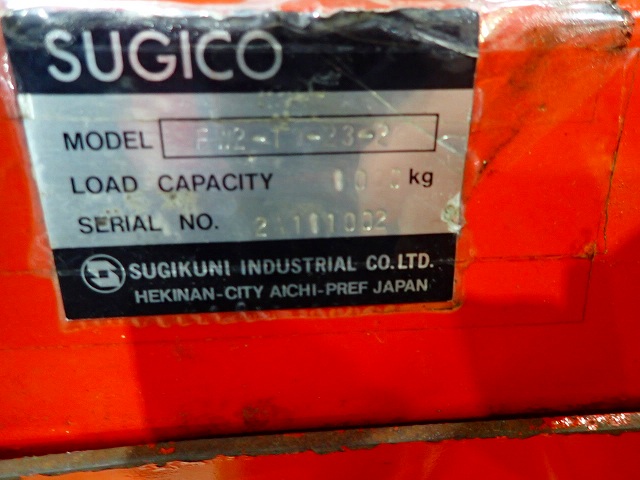 SUGICO
MODEL
LOAD CAPACITY kg
SERIAL NO.
SUGIKUNI INDUSTRIAL CO.LTD.
HEKINAN-CITY AICHI-PREF JAPAN